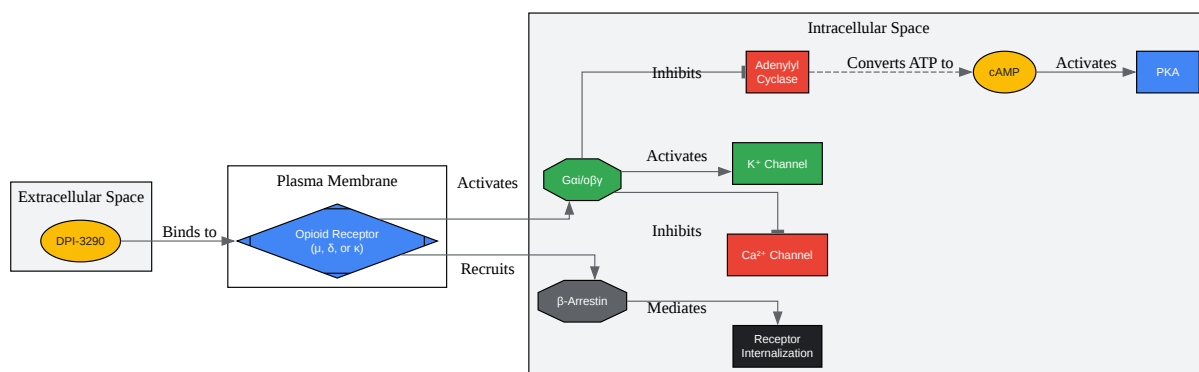 Intracellular Space
Adenylyl
Cyclase
Inhibits
Converts ATP to
cAMP
Activates
PKA
Plasma Membrane
Activates
Gαi/oβγ
Activates
K⁺ Channel
Extracellular Space
DPI-3290
Binds to
Opioid Receptor
(μ, δ, or κ)
Inhibits
Ca²⁺ Channel
Recruits
β-Arrestin
Mediates
Receptor
Internalization